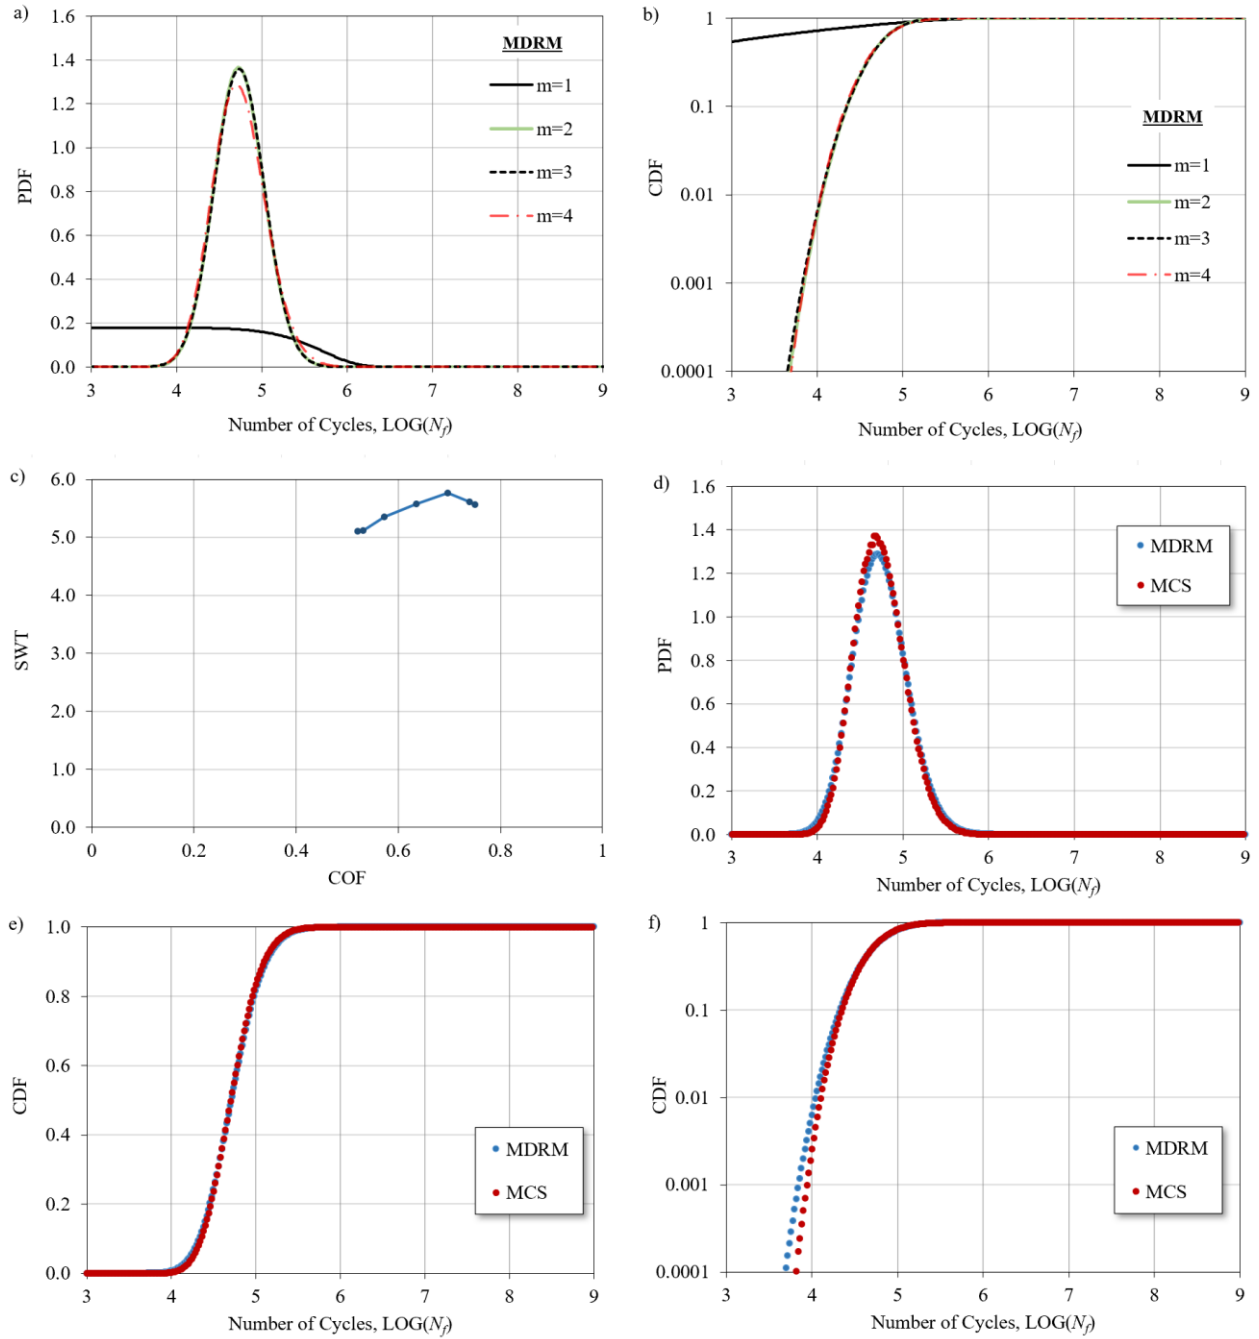 a)
1.6
1.4
1.2
1.0
0.8
0.6
0.4
0.2
0.0
PDF
MDRM
m=1
m=2
m=3
m=4
3 4 5 6 7 8 9
Number of Cycles, LOG(Nf)
b)
1
0.1
0.01
0.001
0.0001
CDF
MDRM
m=1
m=2
m=3
m=4
3 4 5 6 7 8 9
Number of Cycles, LOG(Nf)
c)
6.0
5.0
4.0
3.0
2.0
1.0
0.0
SWT
0 0.2 0.4 0.6 0.8 1
COF
d)
1.6
1.4
1.2
1.0
0.8
0.6
0.4
0.2
0.0
PDF
MDRM
MCS
3 4 5 6 7 8 9
Number of Cycles, LOG(Nf)
e)
1.0
0.8
0.6
0.4
0.2
0.0
CDF
MDRM
MCS
3 4 5 6 7 8 9
Number of Cycles, LOG(Nf)
f)
1
0.1
0.01
0.001
0.0001
CDF
MDRM
MCS
3 4 5 6 7 8 9
Number of Cycles, LOG(Nf)